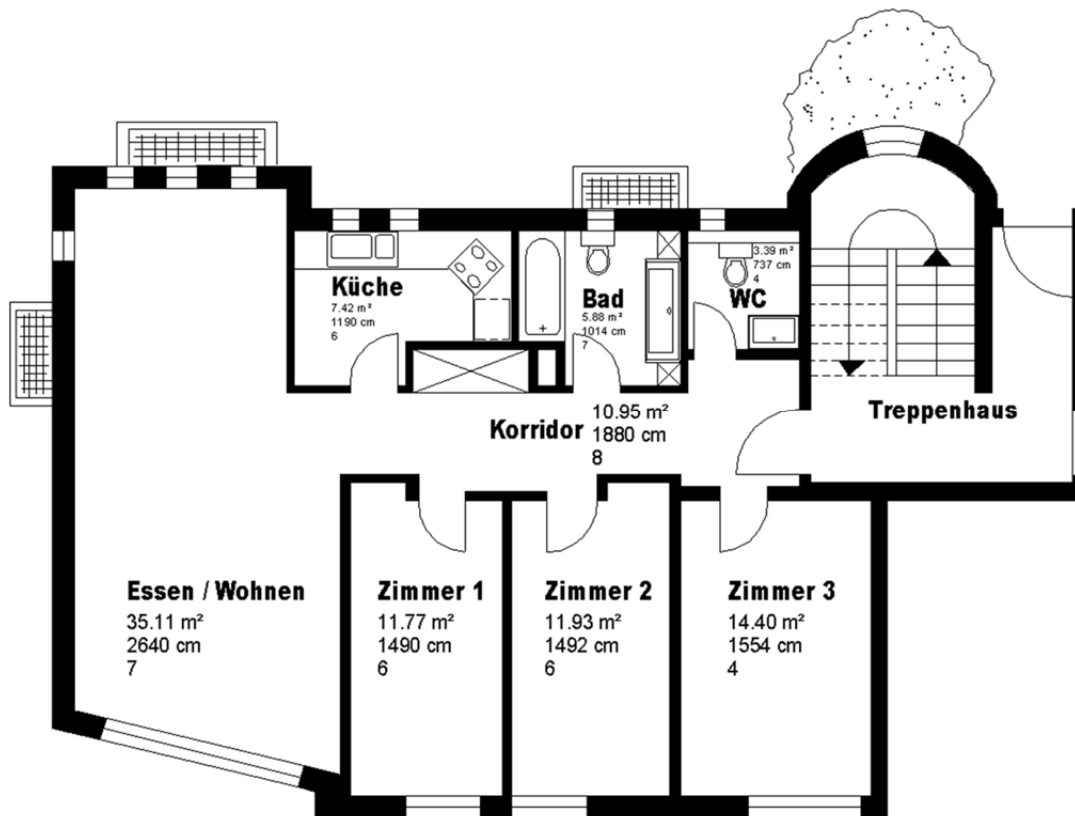 Küche
7.42 m²
1190 cm
6
Bad
5.88 m²
1014 cm
7
3.39 m²
737 cm
4
WC
Korridor
10.95 m²
1880 cm
8
Treppenhaus
Essen / Wohnen
35.11 m²
2640 cm
7
Zimmer 1
11.77 m²
1490 cm
6
Zimmer 2
11.93 m²
1492 cm
6
Zimmer 3
14.40 m²
1554 cm
4